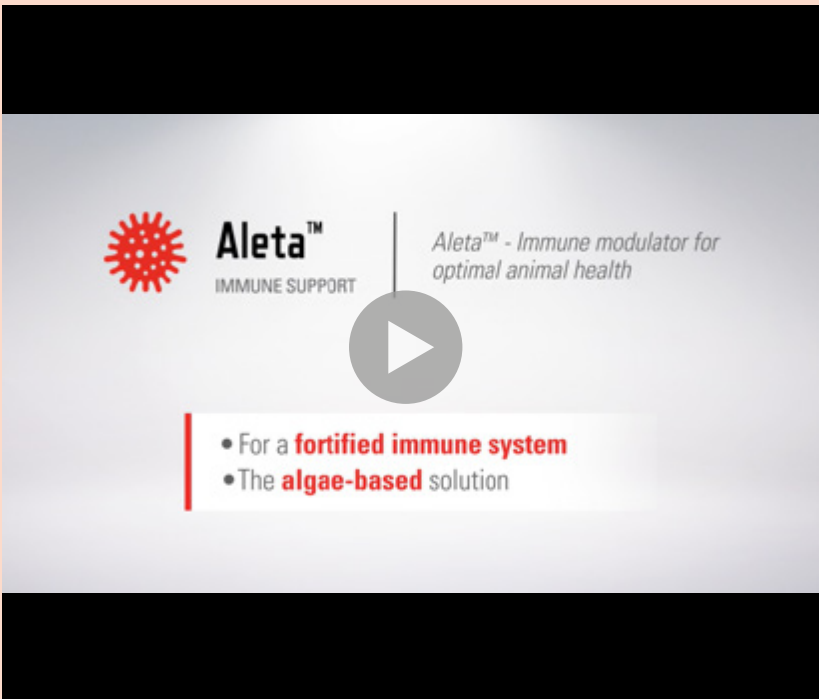 Aleta™
IMMUNE SUPPORT
Aleta™ - Immune modulator for
optimal animal health
•For a fortified immune system
•The algae-based solution